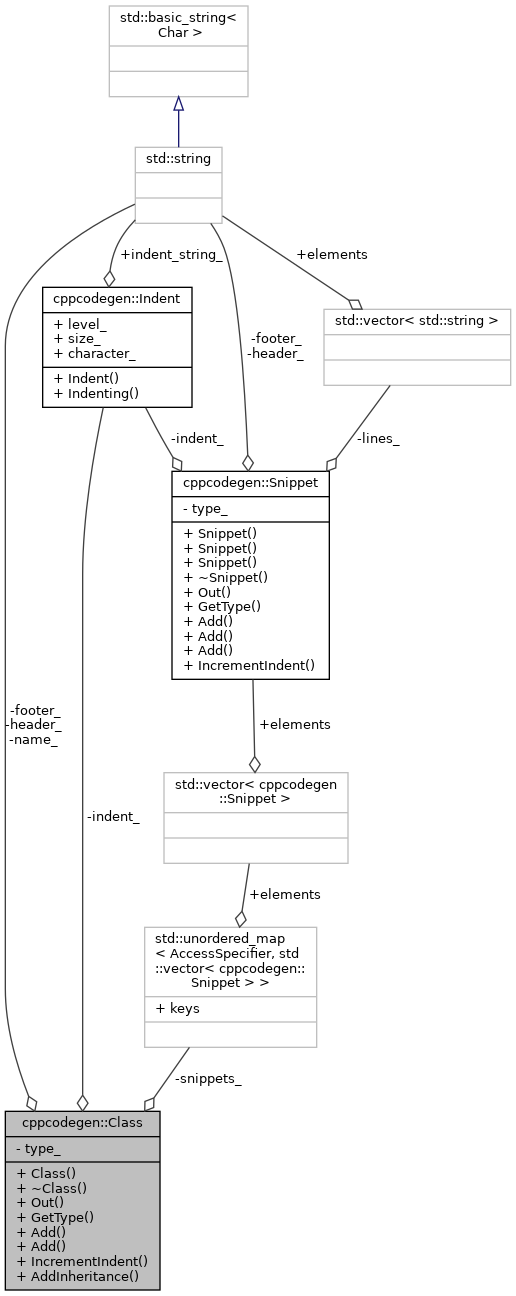 std::basic_string<
Char >
std::string
+indent_string_
+elements
cppcodegen::Indent
+ level_
+ size_
+ character_
+ Indent()
+ Indenting()
std::vector< std::string >
-footer_
-header_
-indent_
-lines_
cppcodegen::Snippet
- type_
+ Snippet()
+ Snippet()
+ Snippet()
+ ~Snippet()
+ Out()
+ GetType()
+ Add()
+ Add()
+ Add()
+ IncrementIndent()
-footer_
-header_
-name_
+elements
std::vector< cppcodegen
::Snippet >
-indent_
+elements
std::unordered_map
< AccessSpecifier, std
::vector< cppcodegen::
Snippet > >
+ keys
-snippets_
cppcodegen::Class
- type_
+ Class()
+ ~Class()
+ Out()
+ GetType()
+ Add()
+ Add()
+ IncrementIndent()
+ AddInheritance()